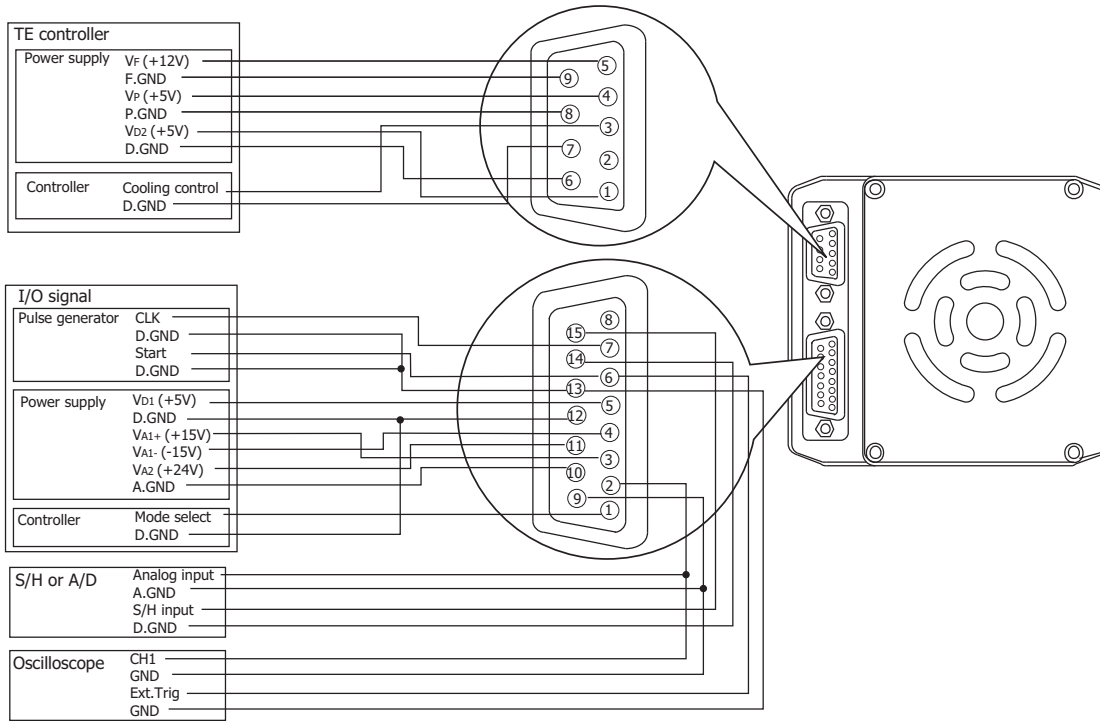 TE controller
Power supply VF (+12V)
F.GND
VP (+5V)
P.GND
VD2 (+5V)
D.GND
Controller Cooling control
D.GND
5
9
4
8
3
7
2
6
1
I/O signal
Pulse generator CLK
D.GND
Start
D.GND
Power supply VD1 (+5V)
D.GND
VA1+ (+15V)
VA1- (-15V)
VA2 (+24V)
A.GND
Controller Mode select
D.GND
8
15
7
14
6
13
5
12
4
11
3
10
2
9
1
S/H or A/D Analog input
A.GND
S/H input
D.GND
Oscilloscope CH1
GND
Ext.Trig
GND